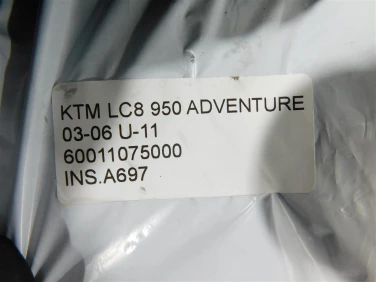 KTM LC8 950 ADVENTURE
03-06 U-11
60011075000
INS.A697